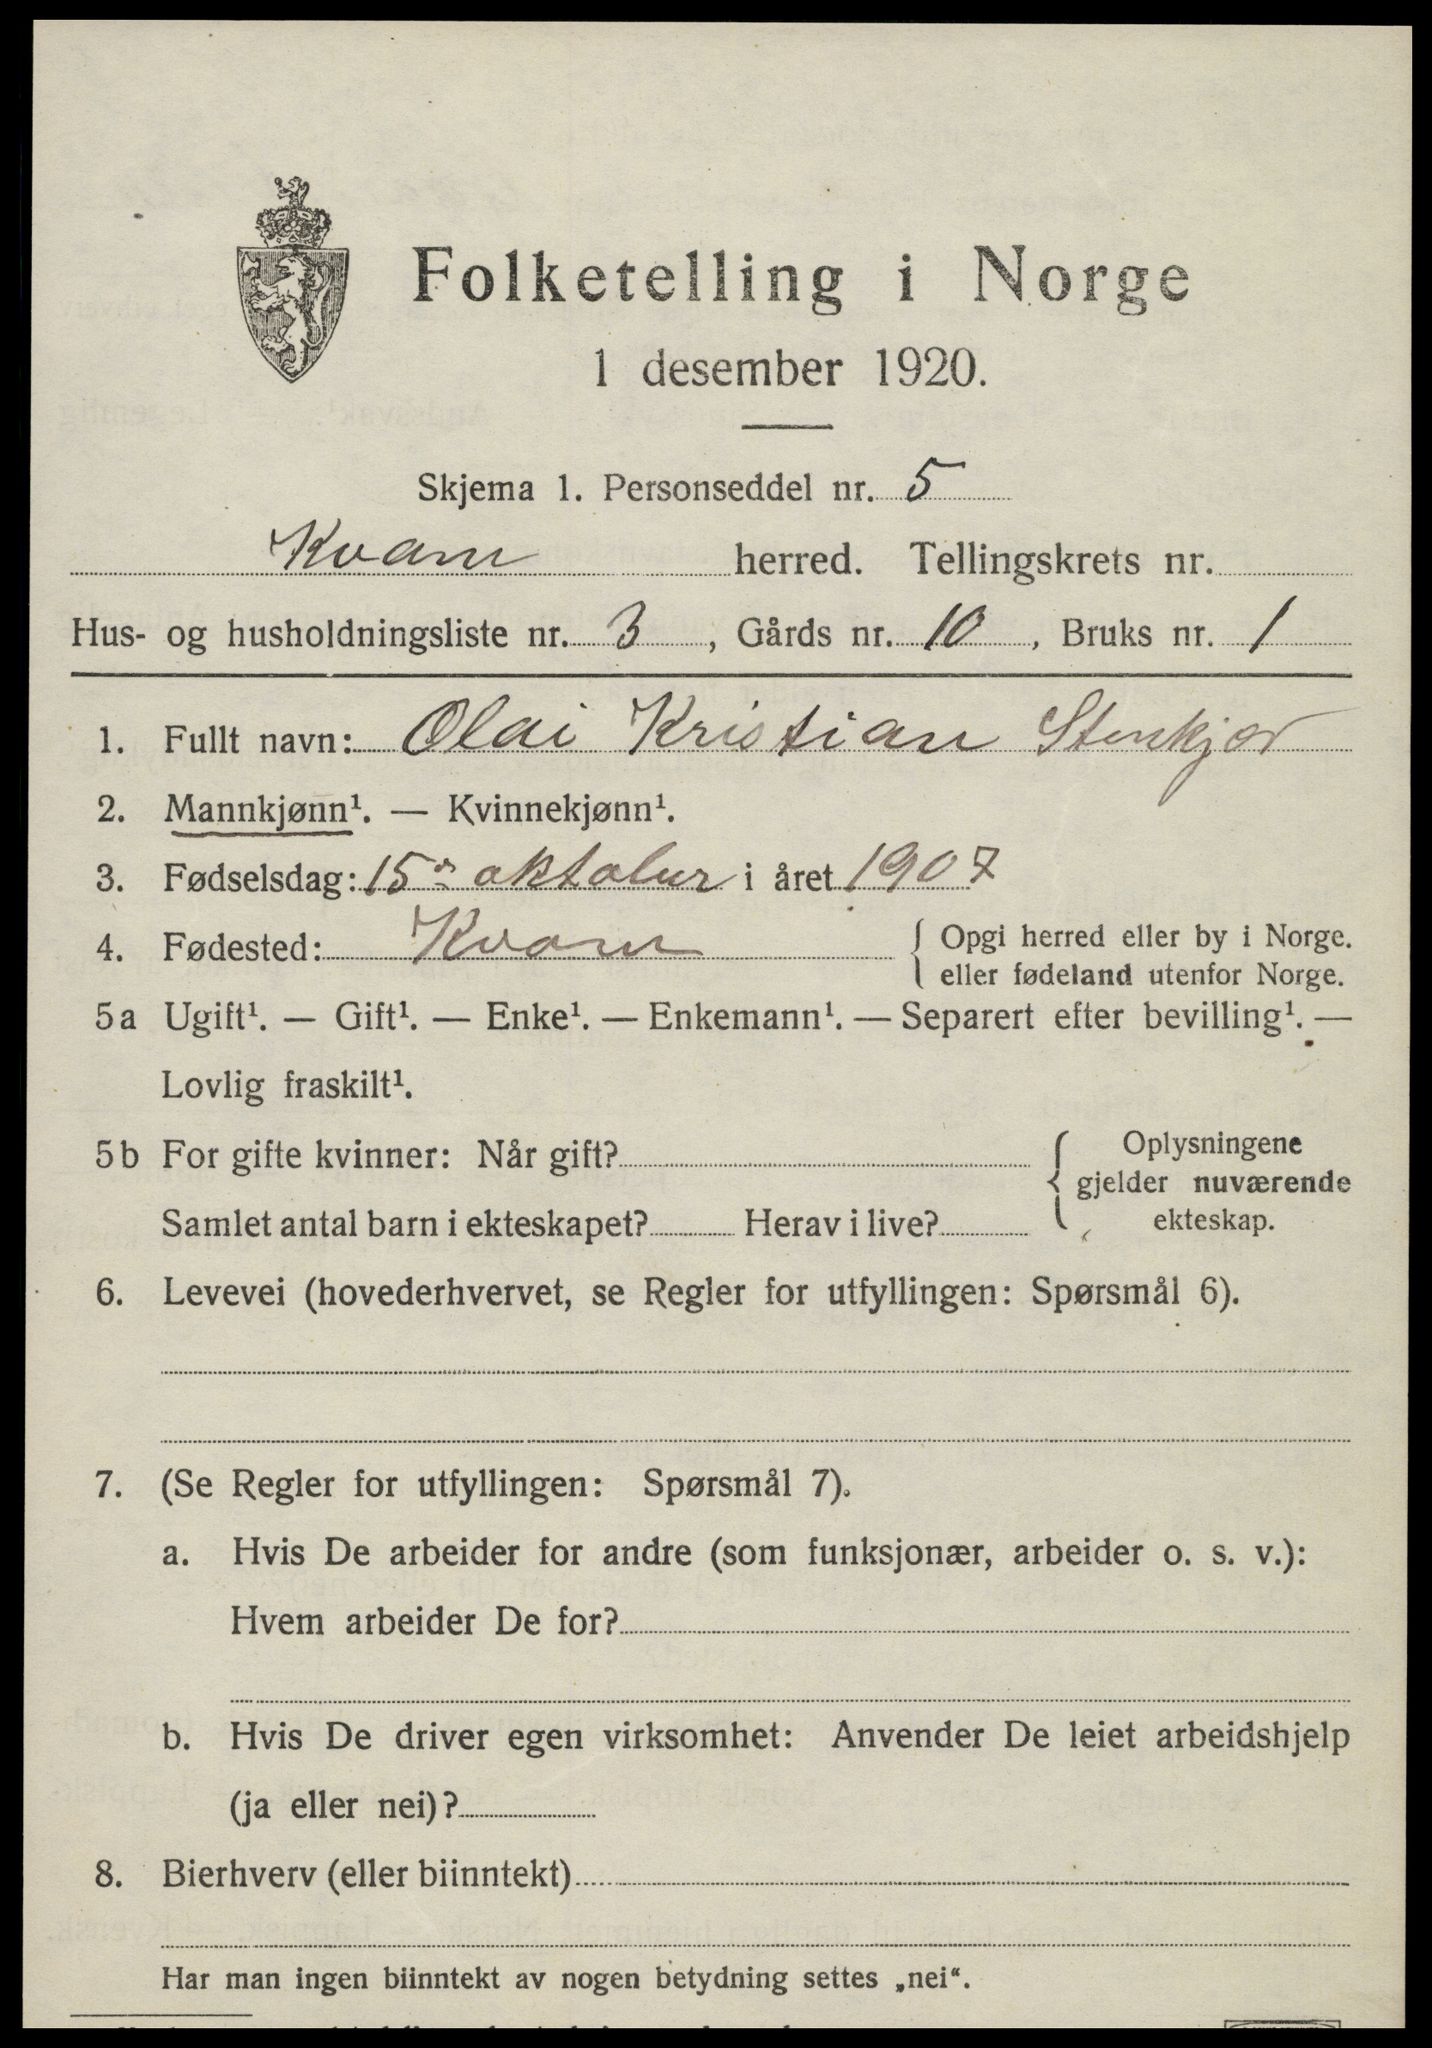 Folketelling i Norge
1 desember 1920.
Skjema 1. Personseddel nr. 5
Kvam herred. Tellingskrets nr.
Hus- og husholdningsliste nr. 3, Gårds nr. 10, Bruks nr. 1
1. Fullt navn: Olai Kristian Stenkjær
2. Mannkjønn¹. — Kvinnekjønn¹.
3. Fødselsdag: 15de oktober i året 1907
4. Fødested: Kvam { Opgi herred eller by i Norge.
eller fødeland utenfor Norge.
5a Ugift¹. — Gift¹. — Enke¹. — Enkemann¹. — Separert efter bevilling¹. —
Lovlig fraskilt¹.
5b For gifte kvinner: Når gift?
Samlet antal barn i ekteskapet? Herav i live?
{ Oplysningene
gjelder nuværende
ekteskap.
6. Levevei (hovederhvervet, se Regler for utfyllingen: Spørsmål 6).
7. (Se Regler for utfyllingen: Spørsmål 7).
a. Hvis De arbeider for andre (som funksjonær, arbeider o. s. v.):
Hvem arbeider De for?
b. Hvis De driver egen virksomhet: Anvender De leiet arbeidshjelp
(ja eller nei)?
8. Bierhverv (eller biinntekt)
Har man ingen biinntekt av nogen betydning settes „nei“.